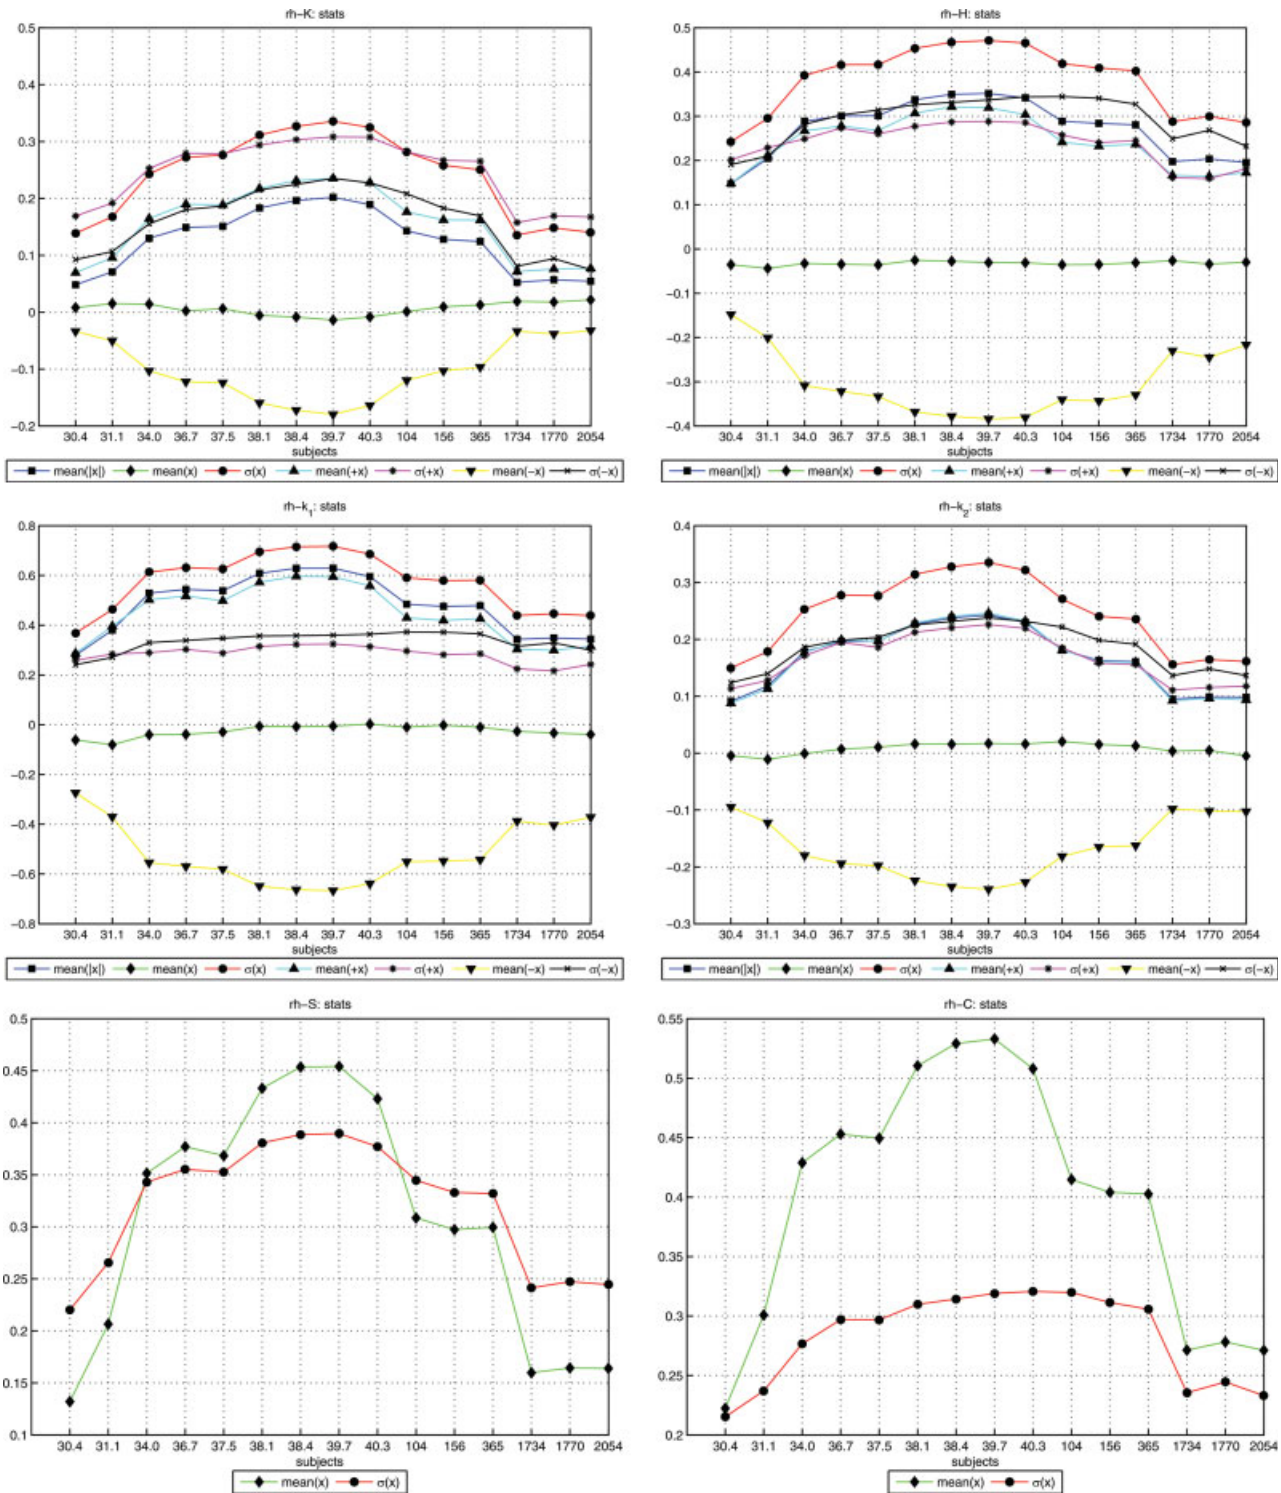 rh-K: stats
0.5
0.4
0.3
0.2
0.1
0
-0.1
-0.2
30.4 31.1 34.0 36.7 37.5 38.1 38.4 39.7 40.3 104 156 365 1734 1770 2054
subjects
mean(|x|) mean(x) σ(x) mean(+x) σ(+x) mean(-x) σ(-x)
rh-H: stats
0.5
0.4
0.3
0.2
0.1
0
-0.1
-0.2
-0.3
-0.4
30.4 31.1 34.0 36.7 37.5 38.1 38.4 39.7 40.3 104 156 365 1734 1770 2054
subjects
mean(|x|) mean(x) σ(x) mean(+x) σ(+x) mean(-x) σ(-x)
rh-k₁: stats
0.8
0.6
0.4
0.2
0
-0.2
-0.4
-0.6
-0.8
30.4 31.1 34.0 36.7 37.5 38.1 38.4 39.7 40.3 104 156 365 1734 1770 2054
subjects
mean(|x|) mean(x) σ(x) mean(+x) σ(+x) mean(-x) σ(-x)
rh-k₂: stats
0.4
0.3
0.2
0.1
0
-0.1
-0.2
-0.3
30.4 31.1 34.0 36.7 37.5 38.1 38.4 39.7 40.3 104 156 365 1734 1770 2054
subjects
mean(|x|) mean(x) σ(x) mean(+x) σ(+x) mean(-x) σ(-x)
rh-S: stats
0.5
0.45
0.4
0.35
0.3
0.25
0.2
0.15
0.1
30.4 31.1 34.0 36.7 37.5 38.1 38.4 39.7 40.3 104 156 365 1734 1770 2054
subjects
mean(x) σ(x)
rh-C: stats
0.55
0.5
0.45
0.4
0.35
0.3
0.25
0.2
30.4 31.1 34.0 36.7 37.5 38.1 38.4 39.7 40.3 104 156 365 1734 1770 2054
subjects
mean(x) σ(x)